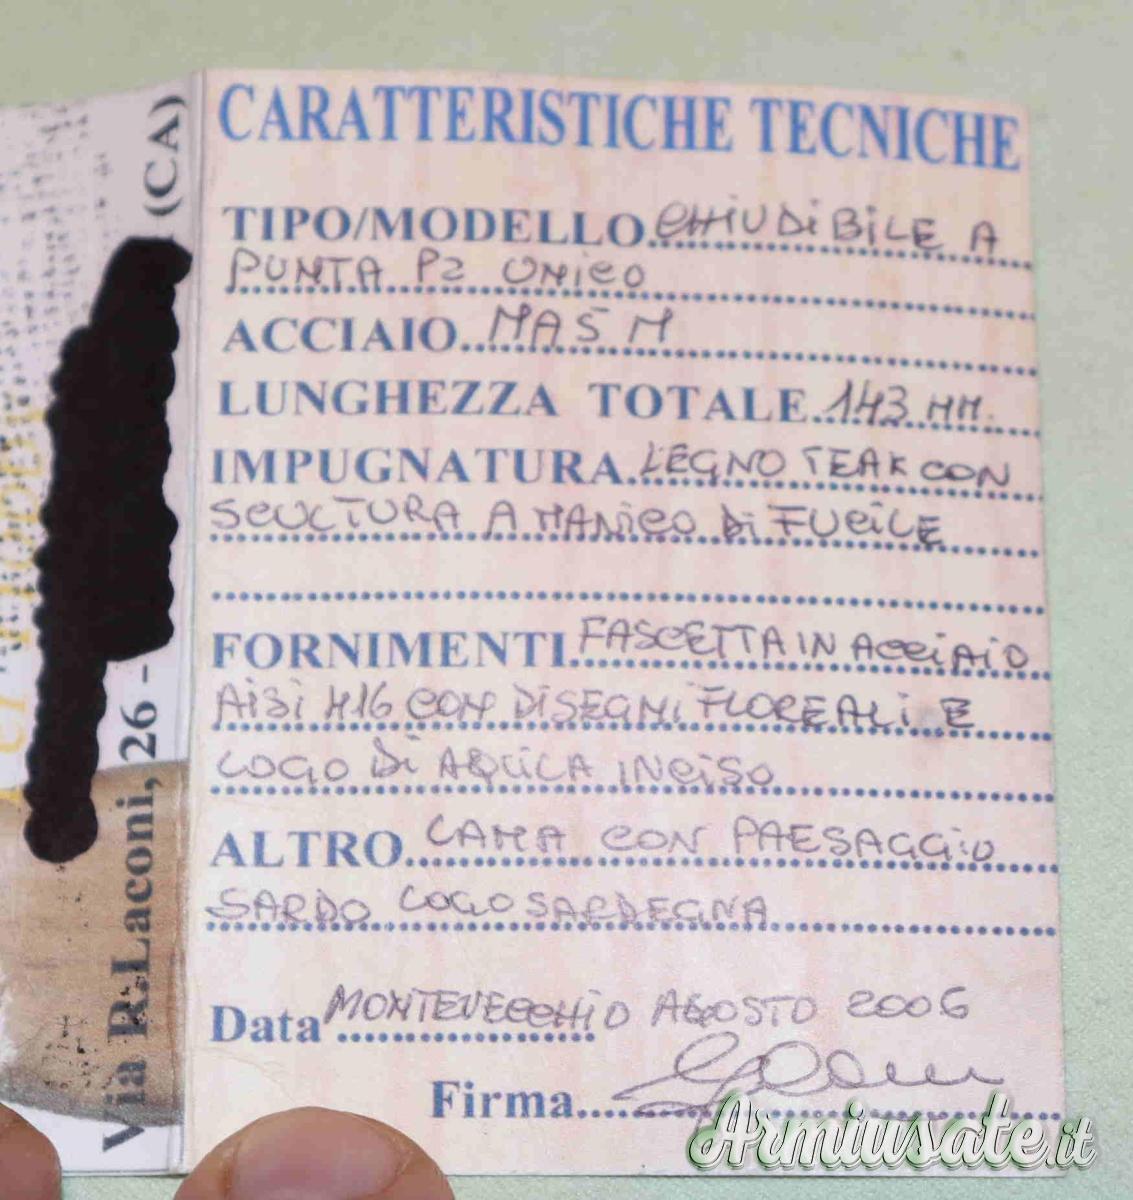 CARATTERISTICHE TECNICHE
TIPO/MODELLO CHIUDIBILE A
PUNTA P2 UNICO
ACCIAIO MAS M
LUNGHEZZA TOTALE 143 MM.
IMPUGNATURA LEGNO TEAK CON
SCULTURA A MANICO DI FUCILE
FORNIMENTI FASCETTA IN ACCIAIO
AISI 416 CON DISEGNI FLOREALI E
LOGO DI AQUILA INCISO
ALTRO LAMA CON PAESAGGIO
SARDO LOGO SARDEGNA
Data MONTEVECCHIO AGOSTO 2006
Firma
Via R.Laconi, 26 - (CA)
Armiusate.it